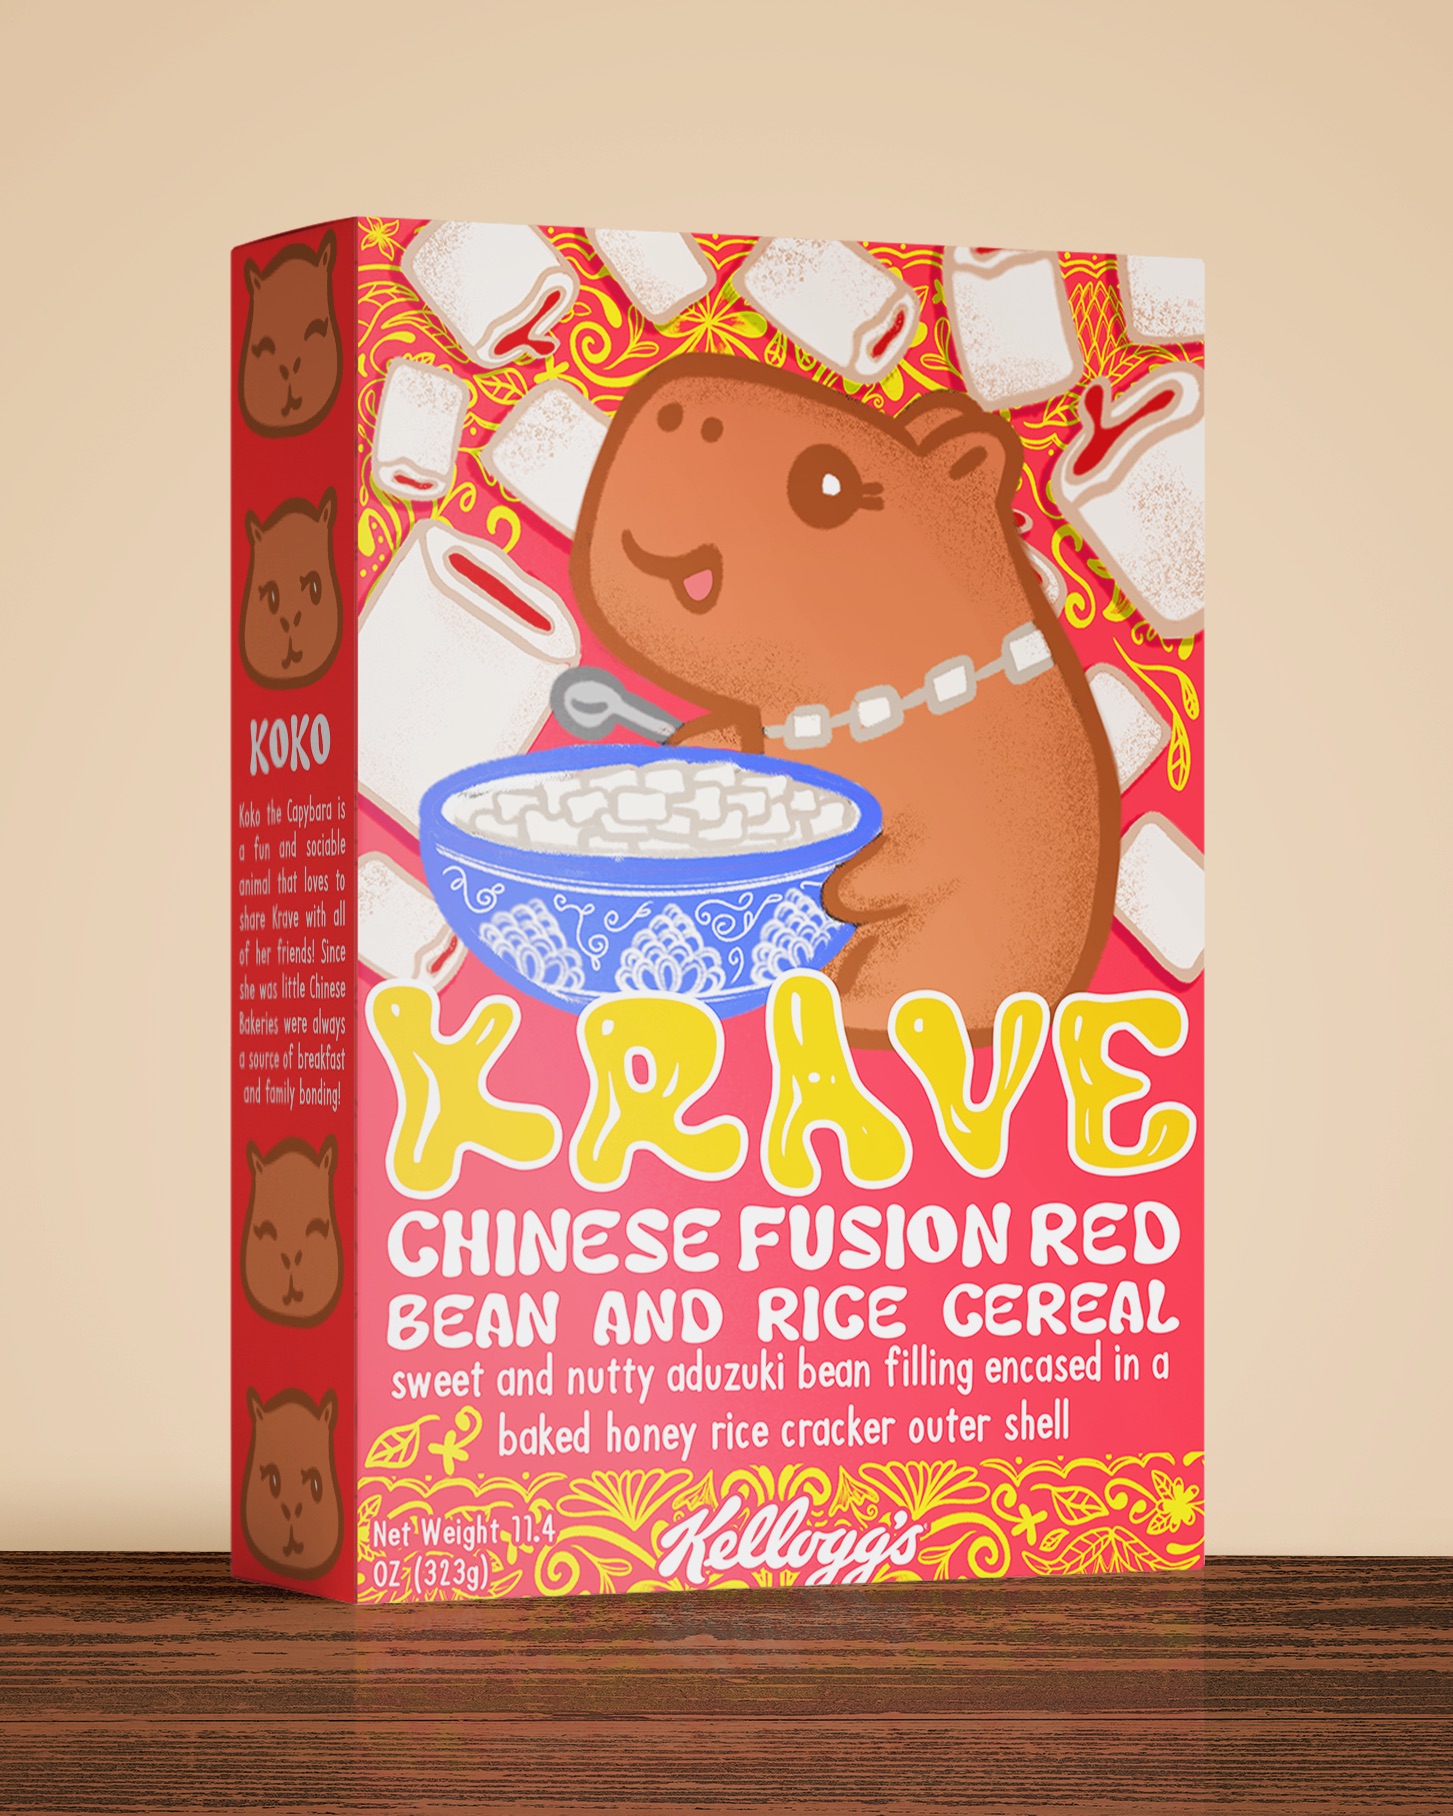 KOKO
Koko the Capybara is
a fun and sociable
animal that loves to
share Krave with all
of her friends! Since
she was little Chinese
Bakeries were always
a source of breakfast
and family bonding!
KRAVE
CHINESE FUSION RED
BEAN AND RICE CEREAL
sweet and nutty aduzuki bean filling encased in a
baked honey rice cracker outer shell
Net Weight 11.4
OZ (323g)
Kellogg's